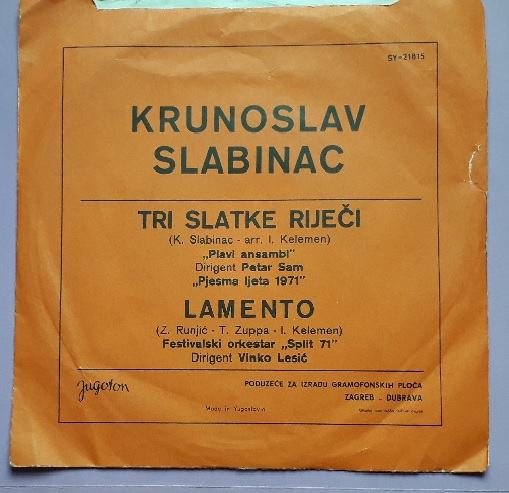 SY-21615
KRUNOSLAV
SLABINAC
TRI SLATKE RIJEČI
(K. Slabinac - arr. I. Kelemen)
„Plavi ansambl”
Dirigent Petar Sam
„Pjesma ljeta 1971”
LAMENTO
(Z. Runjić - T. Zuppa - I. Kelemen)
Festivalski orkestar „Split 71”
Dirigent Vinko Lesić
Jugoton
PODUZEĆE ZA IZRADU GRAMOFONSKIH PLOČA
ZAGREB - DUBRAVA
Made in Yugoslavia